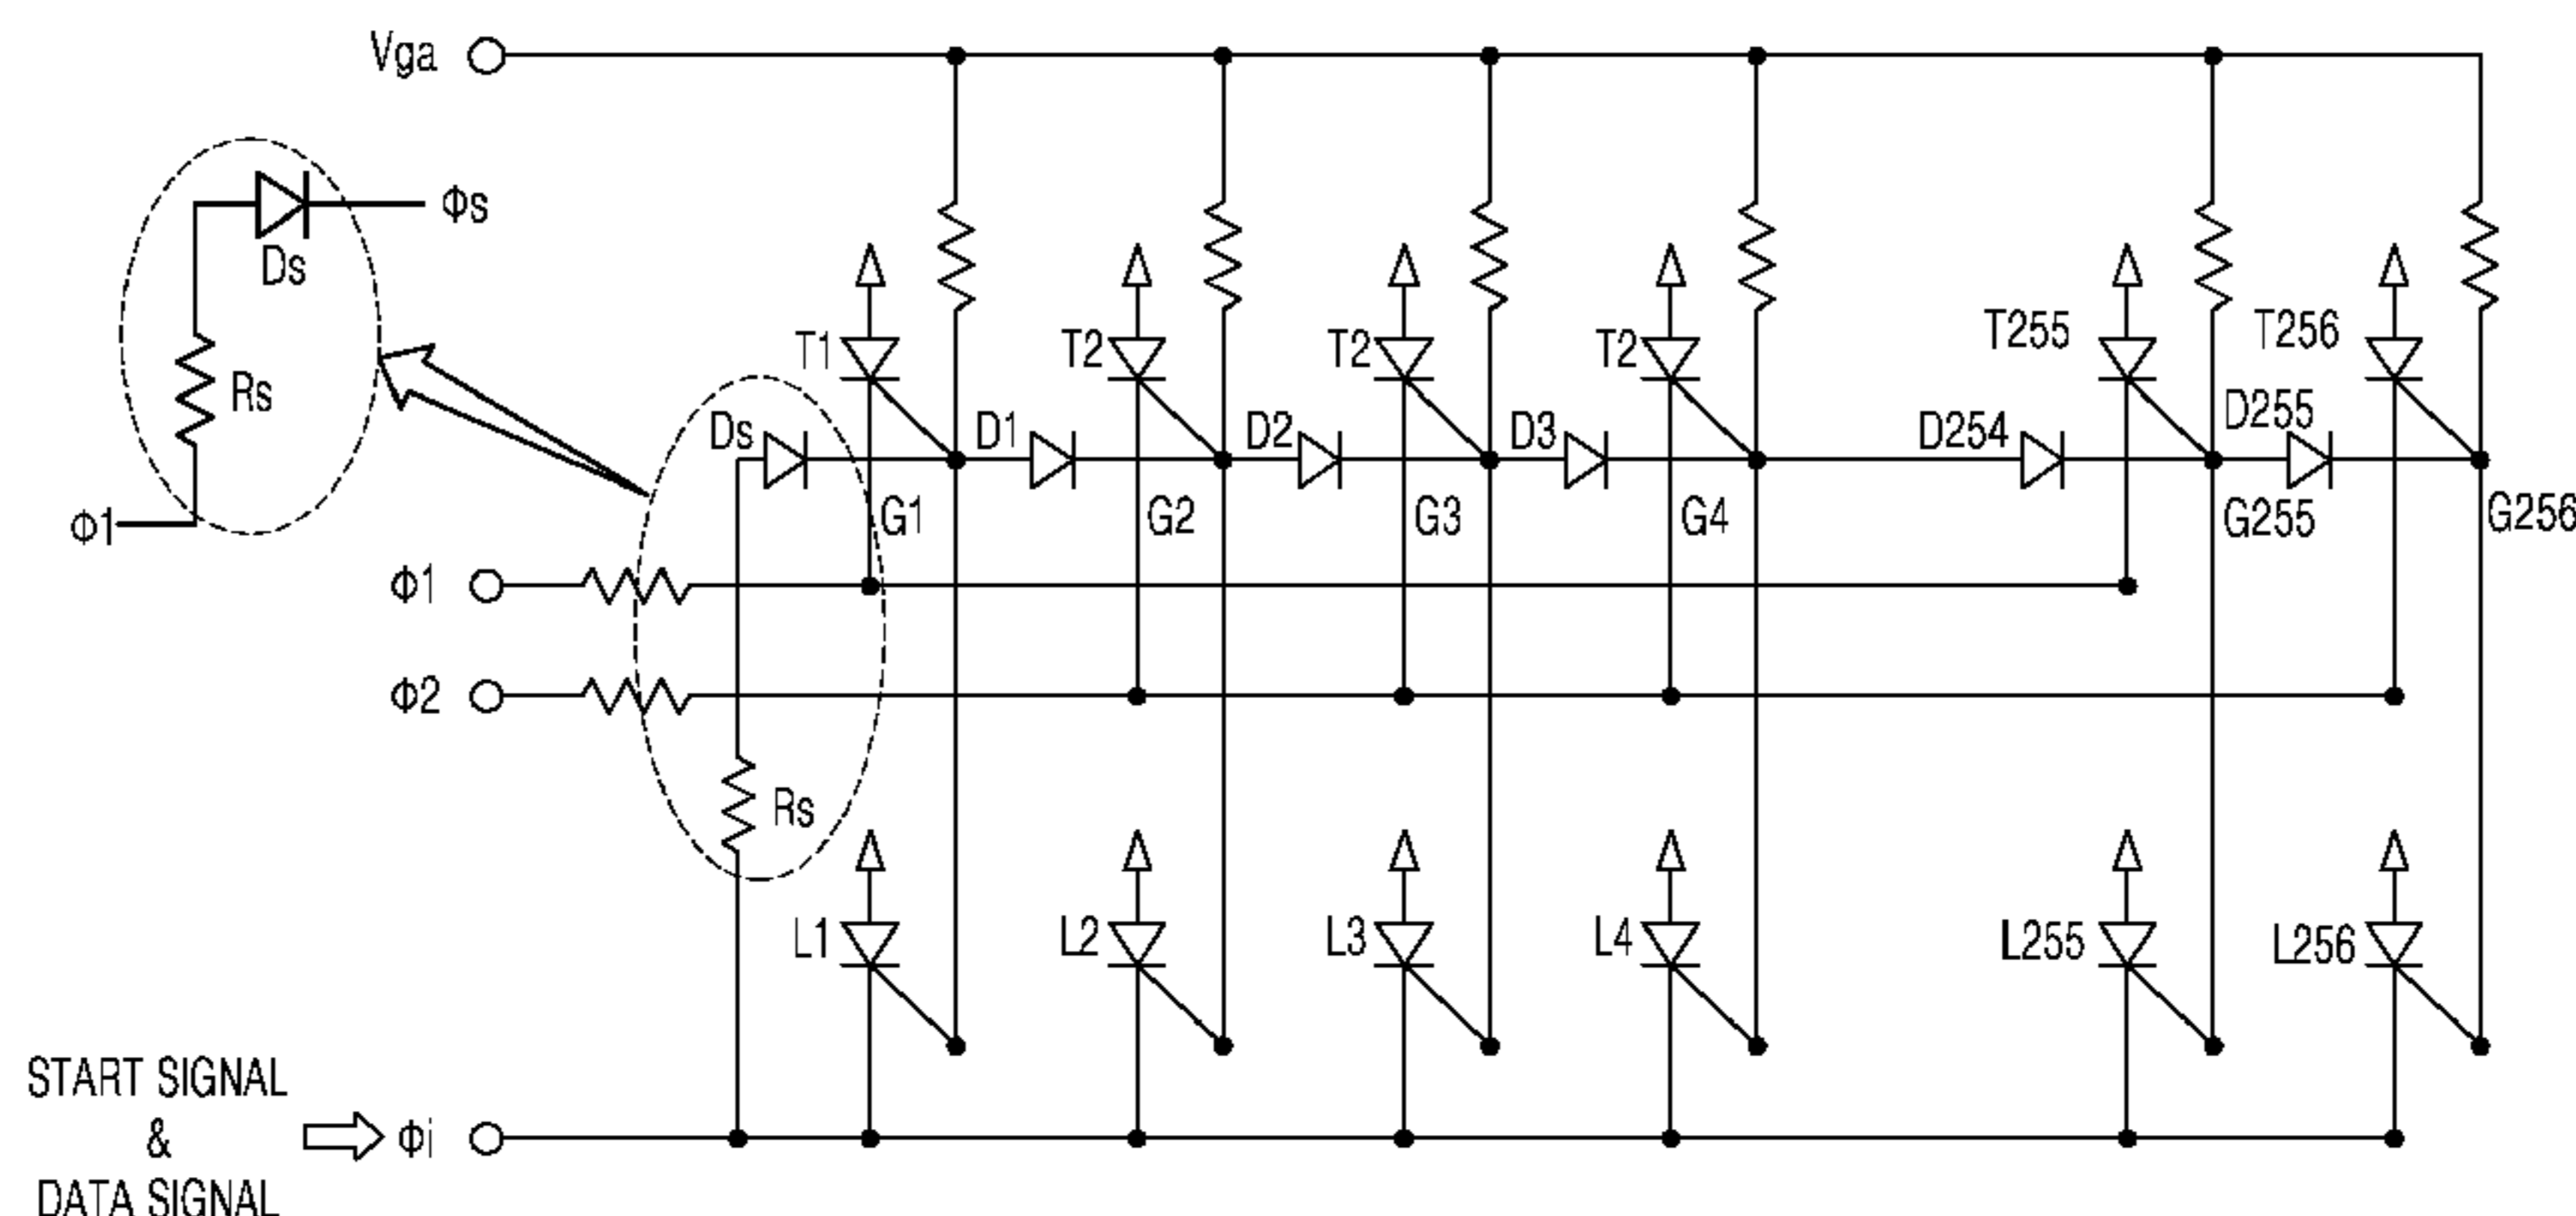 Vga
Φs
Ds
Rs
Φ1
T1
T2
T2
T2
T255
T256
Ds
D1
D2
D3
D254
D255
G1
G2
G3
G4
G255
G256
Φ1
Φ2
Rs
L1
L2
L3
L4
L255
L256
START SIGNAL
&
DATA SIGNAL
Φi